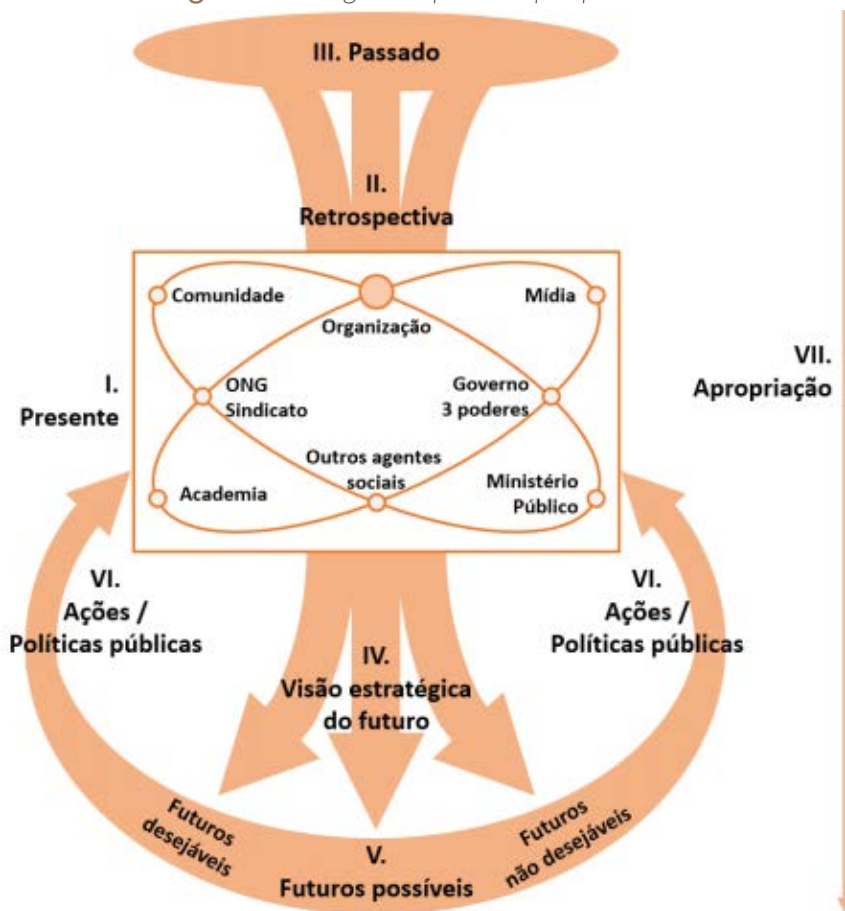 III. Passado
II.
Retrospectiva
Comunidade
Mídia
Organização
I.
Presente
ONG
Sindicato
Governo
3 poderes
VII.
Apropriação
Outros agentes
sociais
Academia
Ministério
Público
VI.
Ações /
Políticas públicas
VI.
Ações /
Políticas públicas
IV.
Visão estratégica
do futuro
Futuros
desejáveis
Futuros
não desejáveis
V.
Futuros possíveis